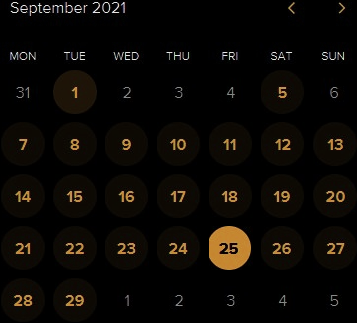 September 2021 < >
MON TUE WED THU FRI SAT SUN
31 1 2 3 4 5 6
7 8 9 10 11 12 13
14 15 16 17 18 19 20
21 22 23 24 25 26 27
28 29 1 2 3 4 5